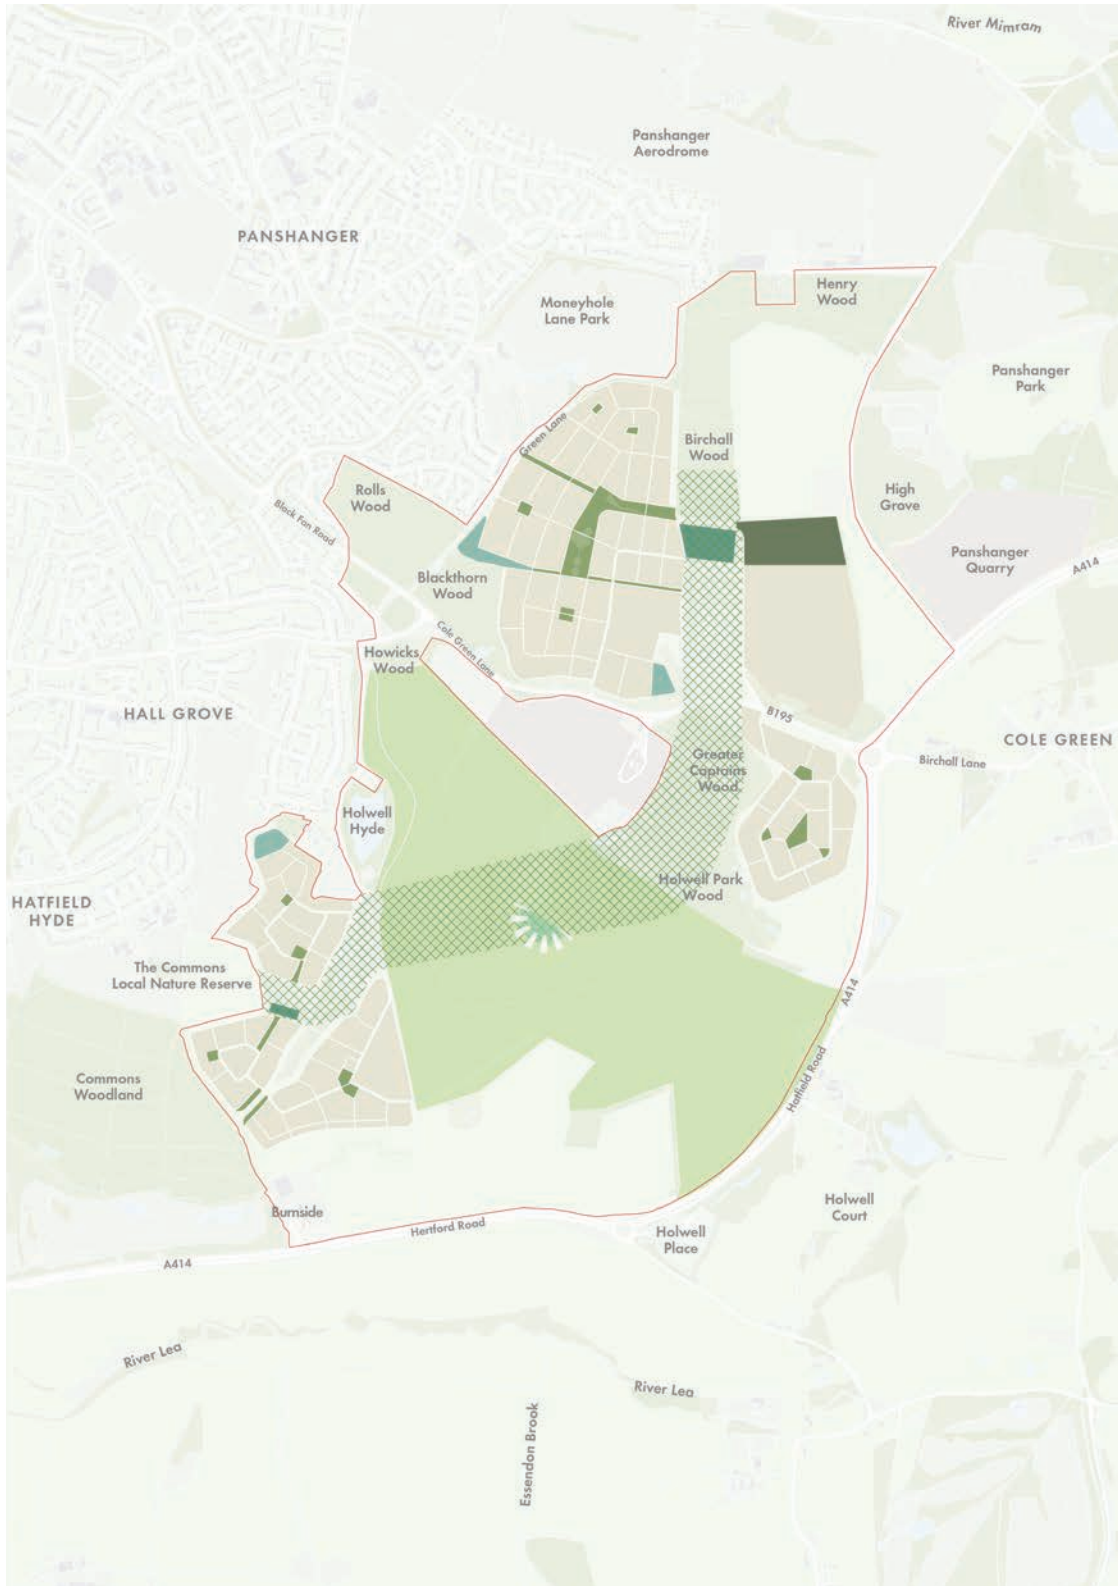 River Mimram
Panshanger
Aerodrome
PANSHANGER
Henry
Wood
Moneyhole
Lane Park
Panshanger
Park
Green Lane
Birchall
Wood
Rolls
Wood
High
Grove
Black Fan Road
Panshanger
Quarry
A414
Blackthorn
Wood
Cole Green Lane
Howicks
Wood
HALL GROVE
B195
COLE GREEN
Birchall Lane
Greater
Captains
Wood
Holwell
Hyde
Holwell Park
Wood
HATFIELD
HYDE
The Commons
Local Nature Reserve
A414
Hatfield Road
Commons
Woodland
Burnside
Hertford Road
Holwell
Court
Holwell
Place
A414
River Lea
River Lea
Essendon Brook